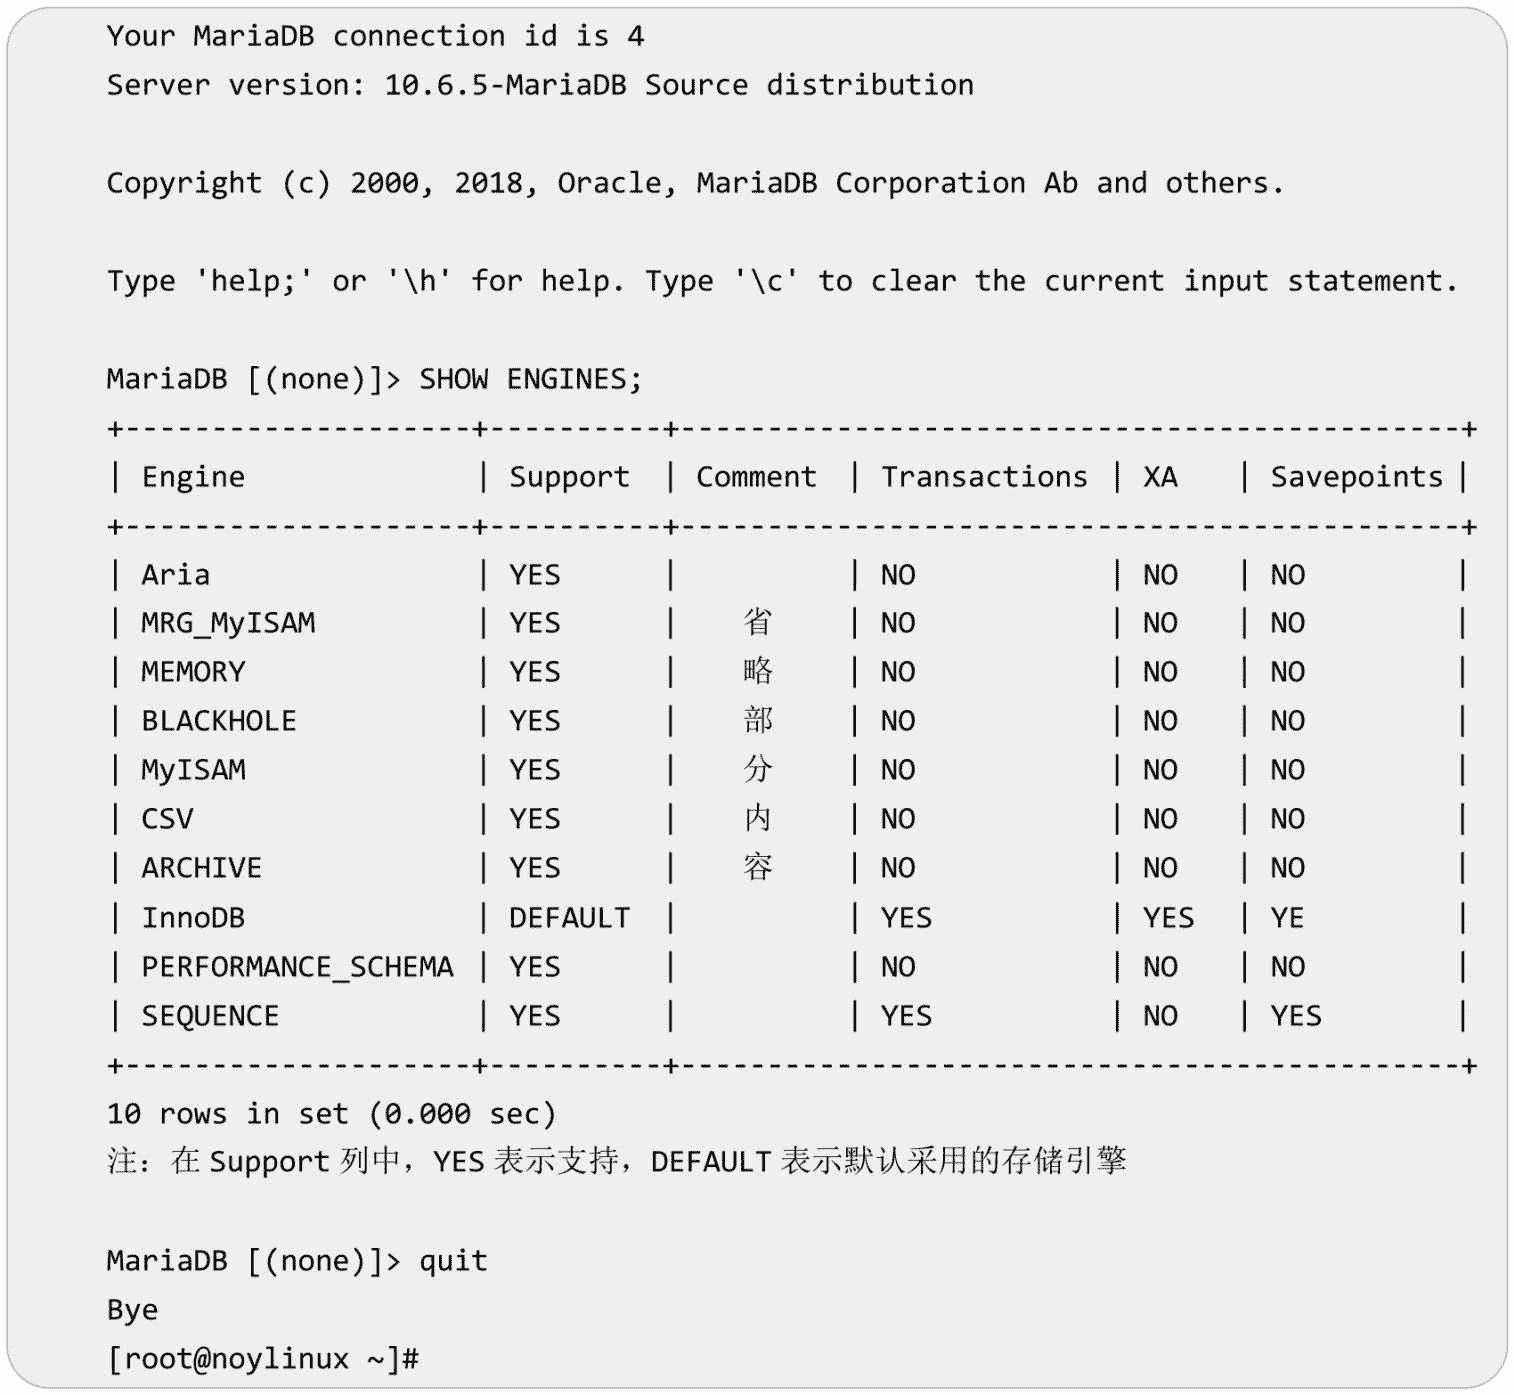 Your MariaDB connection id is 4
Server version: 10.6.5-MariaDB Source distribution
Copyright (c) 2000, 2018, Oracle, MariaDB Corporation Ab and others.
Type 'help;' or '\h' for help. Type '\c' to clear the current input statement.
MariaDB [(none)]> SHOW ENGINES;
+--------------------+----------+---------------------------------------------+
| Engine | Support | Comment | Transactions | XA | Savepoints |
+--------------------+----------+---------------------------------------------+
| Aria | YES | | NO | NO | NO |
| MRG_MyISAM | YES | 省 | NO | NO | NO |
| MEMORY | YES | 略 | NO | NO | NO |
| BLACKHOLE | YES | 部 | NO | NO | NO |
| MyISAM | YES | 分 | NO | NO | NO |
| CSV | YES | 内 | NO | NO | NO |
| ARCHIVE | YES | 容 | NO | NO | NO |
| InnoDB | DEFAULT | | YES | YES | YE |
| PERFORMANCE_SCHEMA | YES | | NO | NO | NO |
| SEQUENCE | YES | | YES | NO | YES |
+--------------------+----------+---------------------------------------------+
10 rows in set (0.000 sec)
注：在 Support 列中，YES 表示支持，DEFAULT 表示默认采用的存储引擎
MariaDB [(none)]> quit
Bye
[root@noylinux ~]#